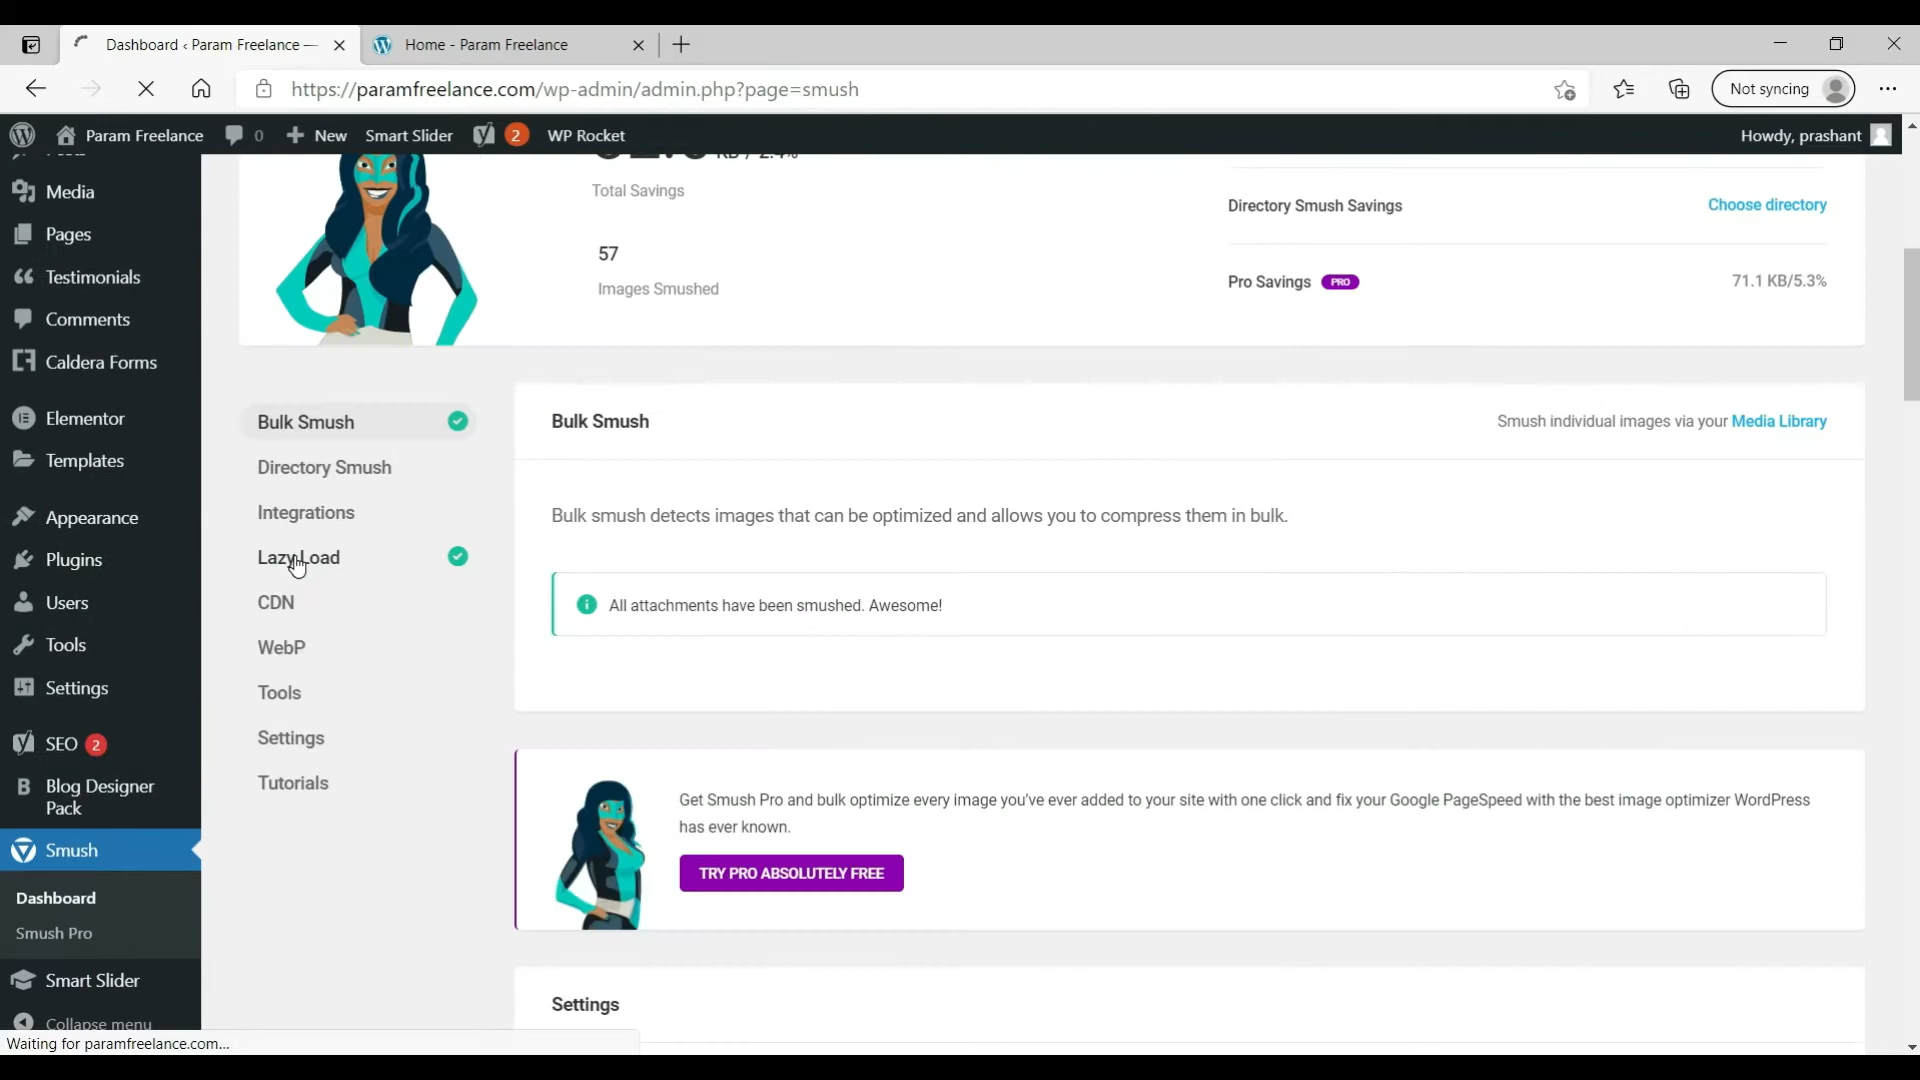 Dashboard ‹ Param Freelance —
Home - Param Freelance
https://paramfreelance.com/wp-admin/admin.php?page=smush
Not syncing
Param Freelance
0
New
Smart Slider
2
WP Rocket
Howdy, prashant
Media
Pages
Testimonials
Comments
Caldera Forms
Elementor
Templates
Appearance
Plugins
Users
Tools
Settings
SEO 2
Blog Designer
Pack
Smush
Dashboard
Smush Pro
Smart Slider
Collapse menu
Total Savings
57
Images Smushed
Directory Smush Savings
Choose directory
Pro Savings PRO
71.1 KB/5.3%
Bulk Smush
Directory Smush
Integrations
Lazy Load
CDN
WebP
Tools
Settings
Tutorials
Bulk Smush
Smush individual images via your Media Library
Bulk smush detects images that can be optimized and allows you to compress them in bulk.
All attachments have been smushed. Awesome!
Get Smush Pro and bulk optimize every image you've ever added to your site with one click and fix your Google PageSpeed with the best image optimizer WordPress
has ever known.
TRY PRO ABSOLUTELY FREE
Settings
Waiting for paramfreelance.com...